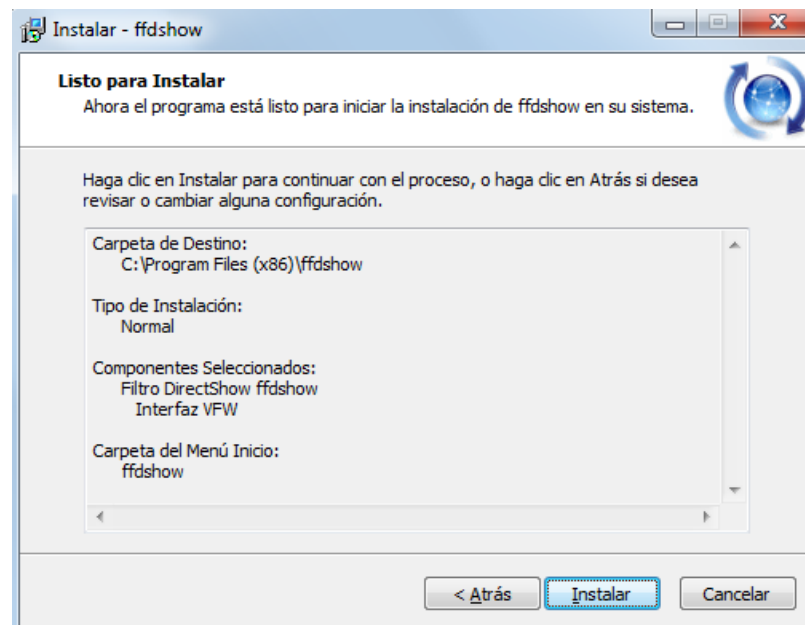 Instalar - ffdshow
Listo para Instalar
Ahora el programa está listo para iniciar la instalación de ffdshow en su sistema.
Haga clic en Instalar para continuar con el proceso, o haga clic en Atrás si desea
revisar o cambiar alguna configuración.
Carpeta de Destino:
C:\Program Files (x86)\ffdshow
Tipo de Instalación:
Normal
Componentes Seleccionados:
Filtro DirectShow ffdshow
Interfaz VFW
Carpeta del Menú Inicio:
ffdshow
< Atrás Instalar Cancelar